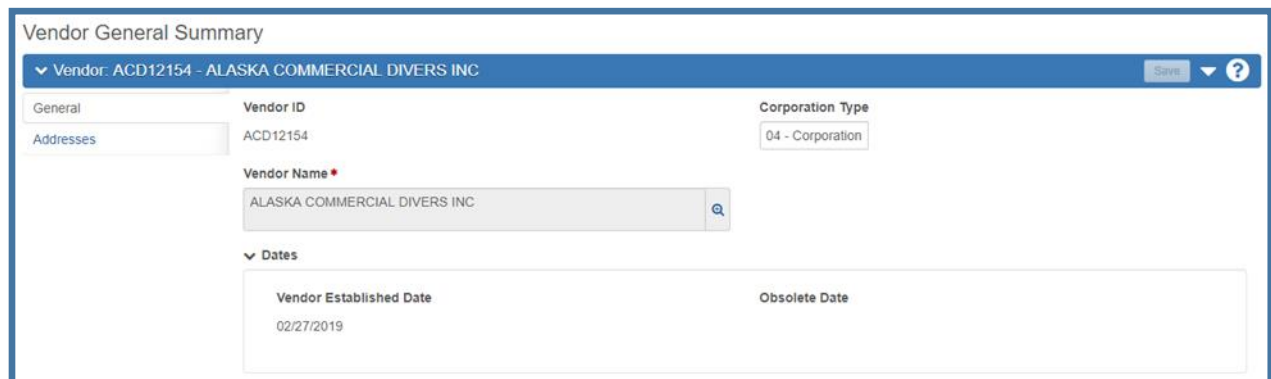 Vendor General Summary
Vendor: ACD12154 - ALASKA COMMERCIAL DIVERS INC
Save
?
General
Addresses
Vendor ID
Corporation Type
ACD12154
04 - Corporation
Vendor Name *
ALASKA COMMERCIAL DIVERS INC
Dates
Vendor Established Date
Obsolete Date
02/27/2019